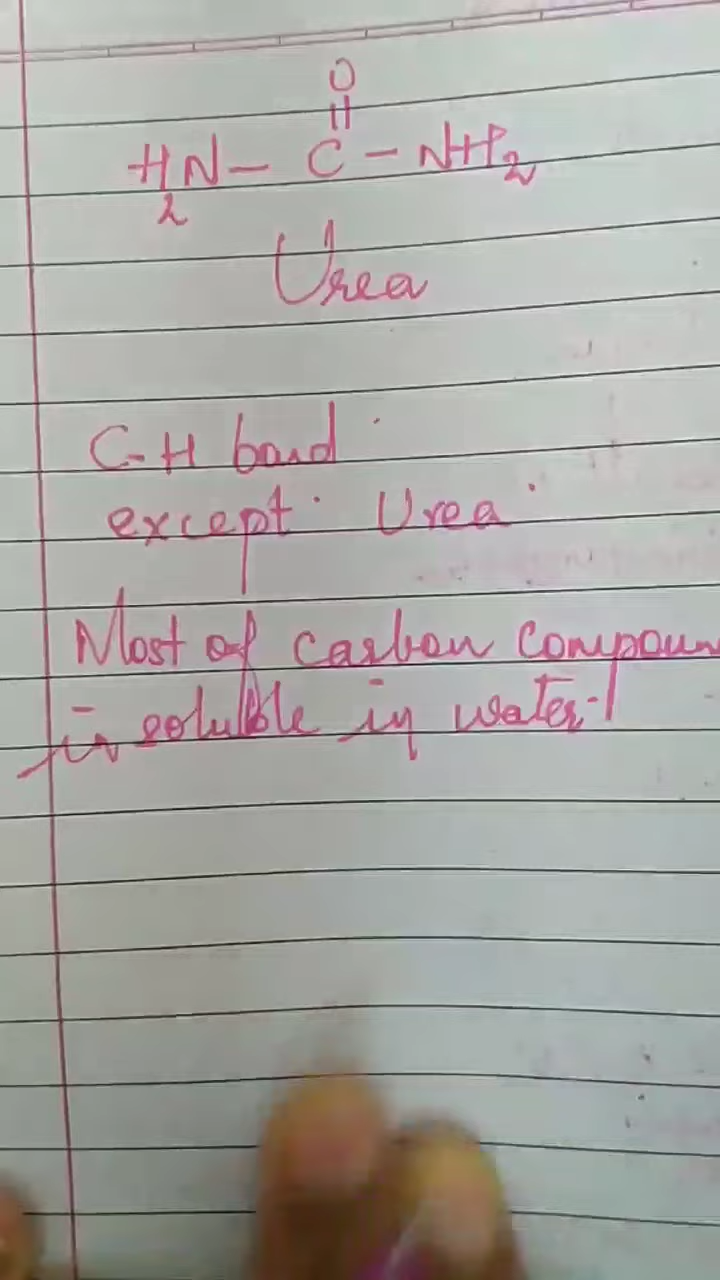 O
||
H₂N – C – NH₂
Urea
C-H bond
except Urea
Most of carbon compoun
insoluble in water.